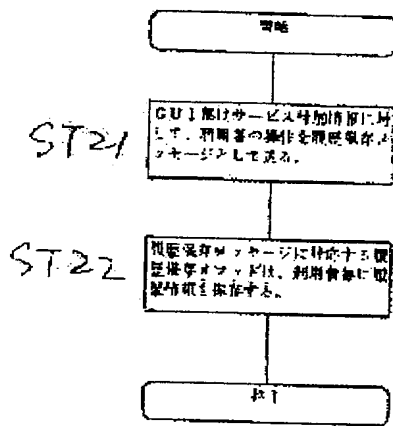 開始
ST21
GUI部はサービス付加情報に対
して、利用者の操作を履歴保存メ
ッセージとして送る。
ST22
履歴保存メッセージに対応する履
歴保存メソッドは、利用者毎に履
歴情報を保存する。
終了